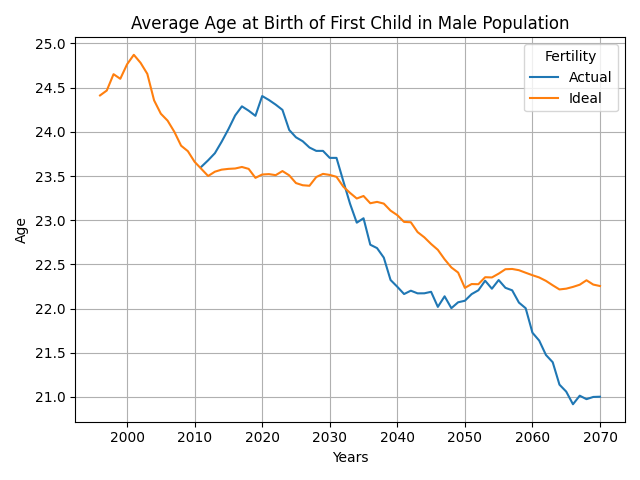 Average Age at Birth of First Child in Male Population
25.0
24.5
24.0
23.5
23.0
22.5
22.0
21.5
21.0
Age
Fertility
Actual
Ideal
2000 2010 2020 2030 2040 2050 2060 2070
Years